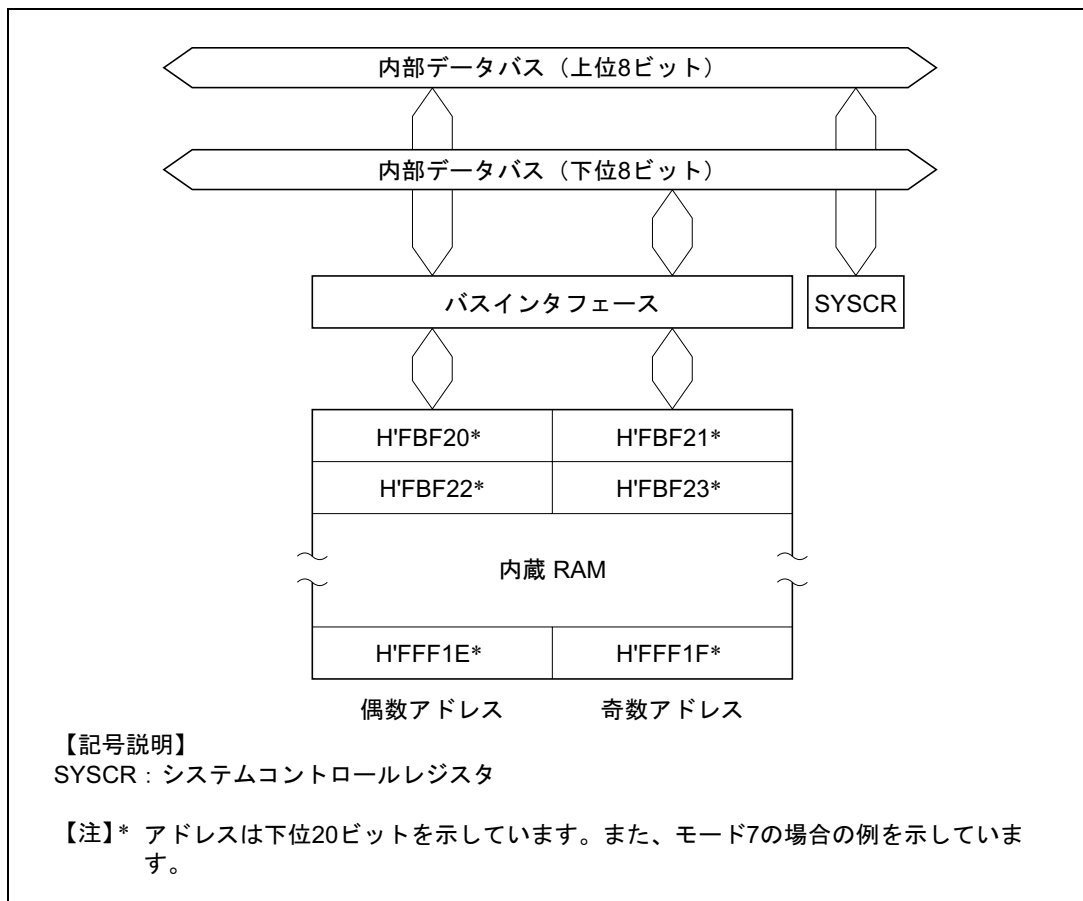 内部データバス（上位8ビット）
内部データバス（下位8ビット）
バスインタフェース
SYSCR
H'FBF20*
H'FBF21*
H'FBF22*
H'FBF23*
内蔵 RAM
H'FFF1E*
H'FFF1F*
偶数アドレス
奇数アドレス
【記号説明】
SYSCR：システムコントロールレジスタ
【注】* アドレスは下位20ビットを示しています。また、モード7の場合の例を示していま
す。